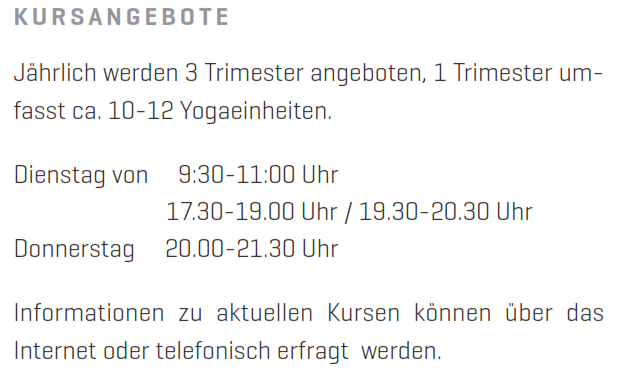 KURSANGEBOTE
Jährlich werden 3 Trimester angeboten, 1 Trimester um-
fasst ca. 10-12 Yogaeinheiten.
Dienstag von 9:30-11:00 Uhr
17.30-19.00 Uhr / 19.30-20.30 Uhr
Donnerstag 20.00-21.30 Uhr
Informationen zu aktuellen Kursen können über das
Internet oder telefonisch erfragt werden.